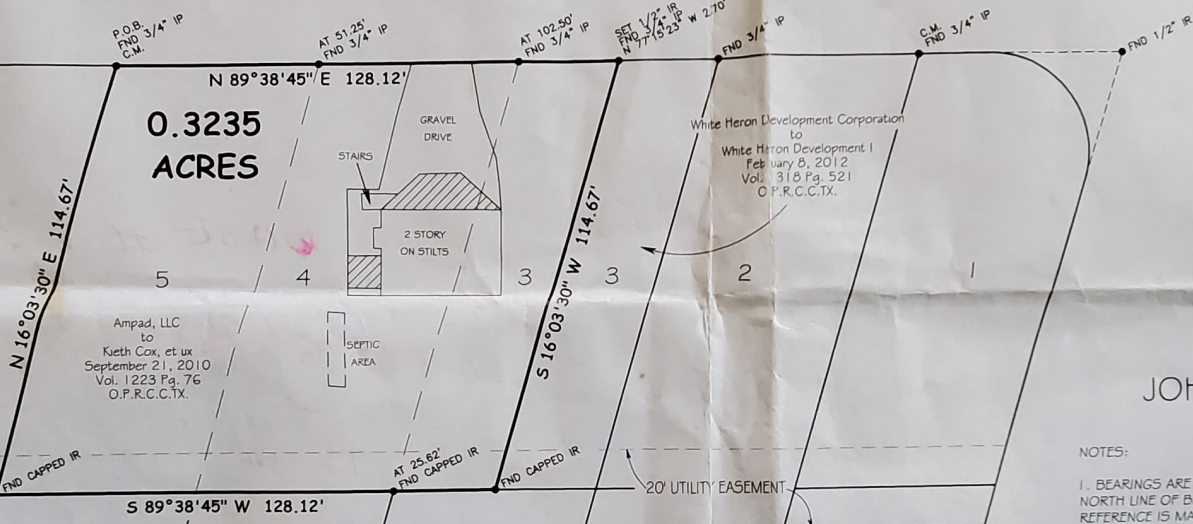 P.O.B.
FND 3/4" IP
C.M.
AT 51.25'
FND 3/4" IP
AT 102.50'
FND 3/4" IP
SET 1/2" IR
FND 3/4" IP
N 77°15'23" W 2.70'
FND 3/4" IP
C.M.
FND 3/4" IP
FND 1/2" IR
N 89°38'45" E 128.12'
0.3235
ACRES
GRAVEL
DRIVE
STAIRS
White Heron Development Corporation
to
White Heron Development I
February 8, 2012
Vol. 318 Pg. 521
O.P.R.C.C.TX.
N 16°03'30" E 114.67'
2 STORY
ON STILTS
S 16°03'30" W 114.67'
5
4
3
3
2
1
Ampad, LLC
to
Kieth Cox, et ux
September 21, 2010
Vol. 1223 Pg. 76
O.P.R.C.C.TX.
SEPTIC
AREA
JOH
FND CAPPED IR
AT 25.62'
FND CAPPED IR
FND CAPPED IR
20' UTILITY EASEMENT
S 89°38'45" W 128.12'
NOTES:
1. BEARINGS ARE
NORTH LINE OF B
REFERENCE IS MA